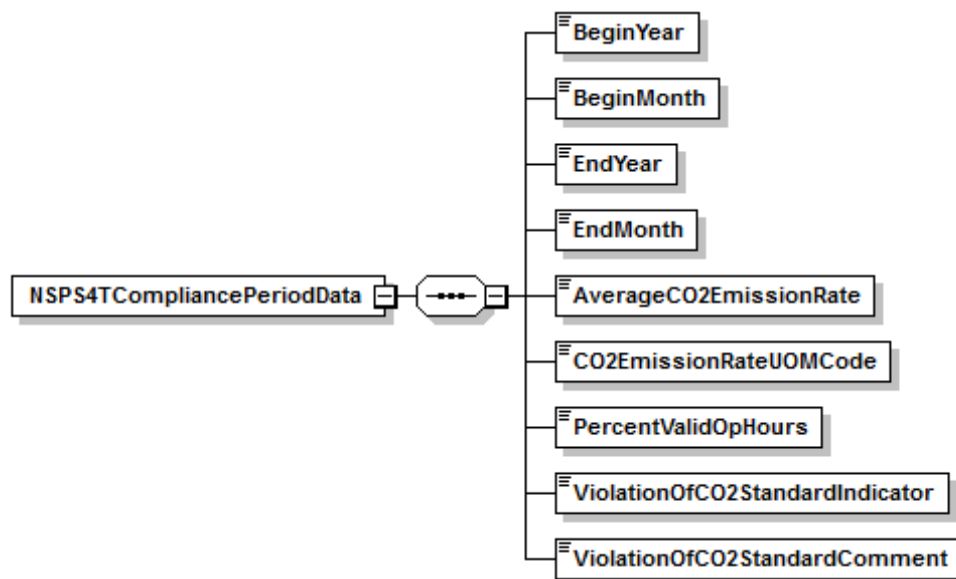 BeginYear
BeginMonth
EndYear
EndMonth
NSPS4TCompliancePeriodData
AverageCO2EmissionRate
CO2EmissionRateUOMCode
PercentValidOpHours
ViolationOfCO2StandardIndicator
ViolationOfCO2StandardComment